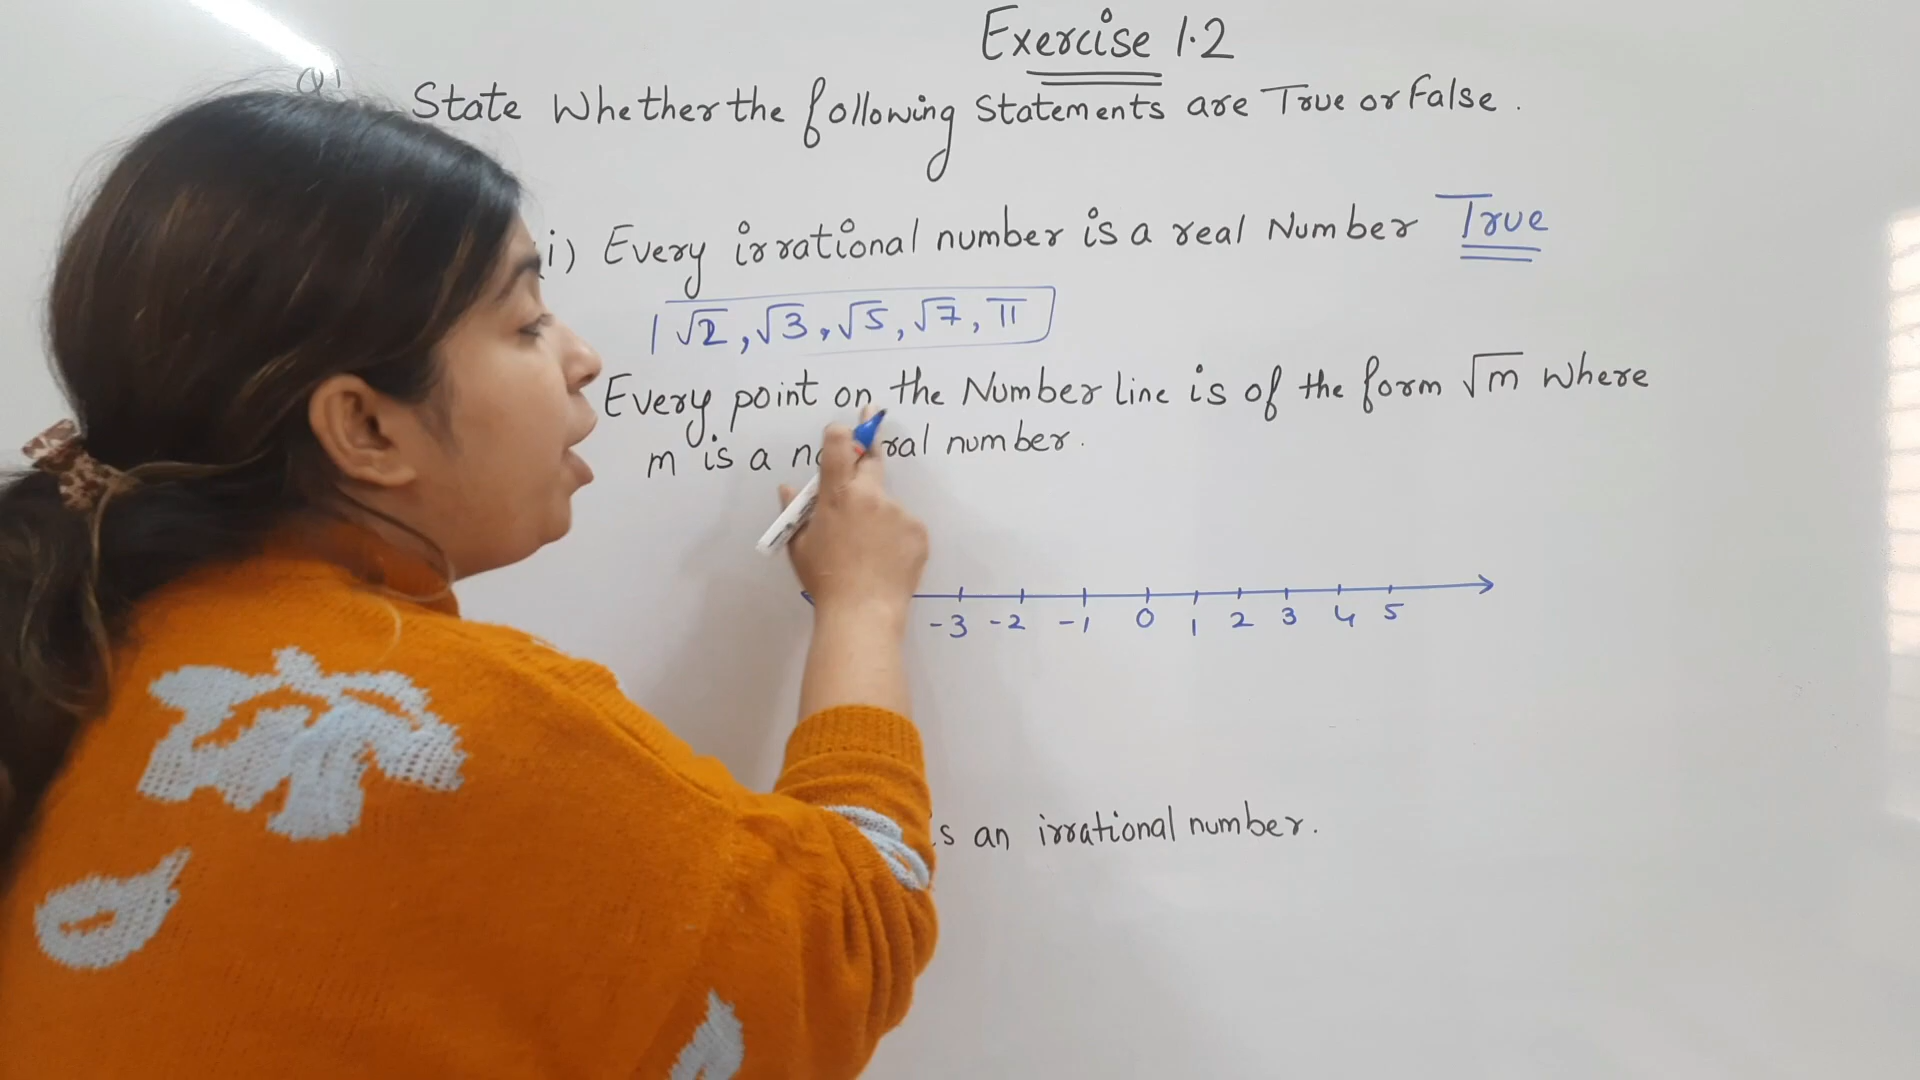 Exercise 1.2
Q1
State Whether the following Statements are True or False.
i) Every irrational number is a real Number True
√2, √3, √5, √7, π
Every point on the Number line is of the form √m where
m is a number.
-3 -2 -1 0 1 2 3 4 5
is an irrational number.